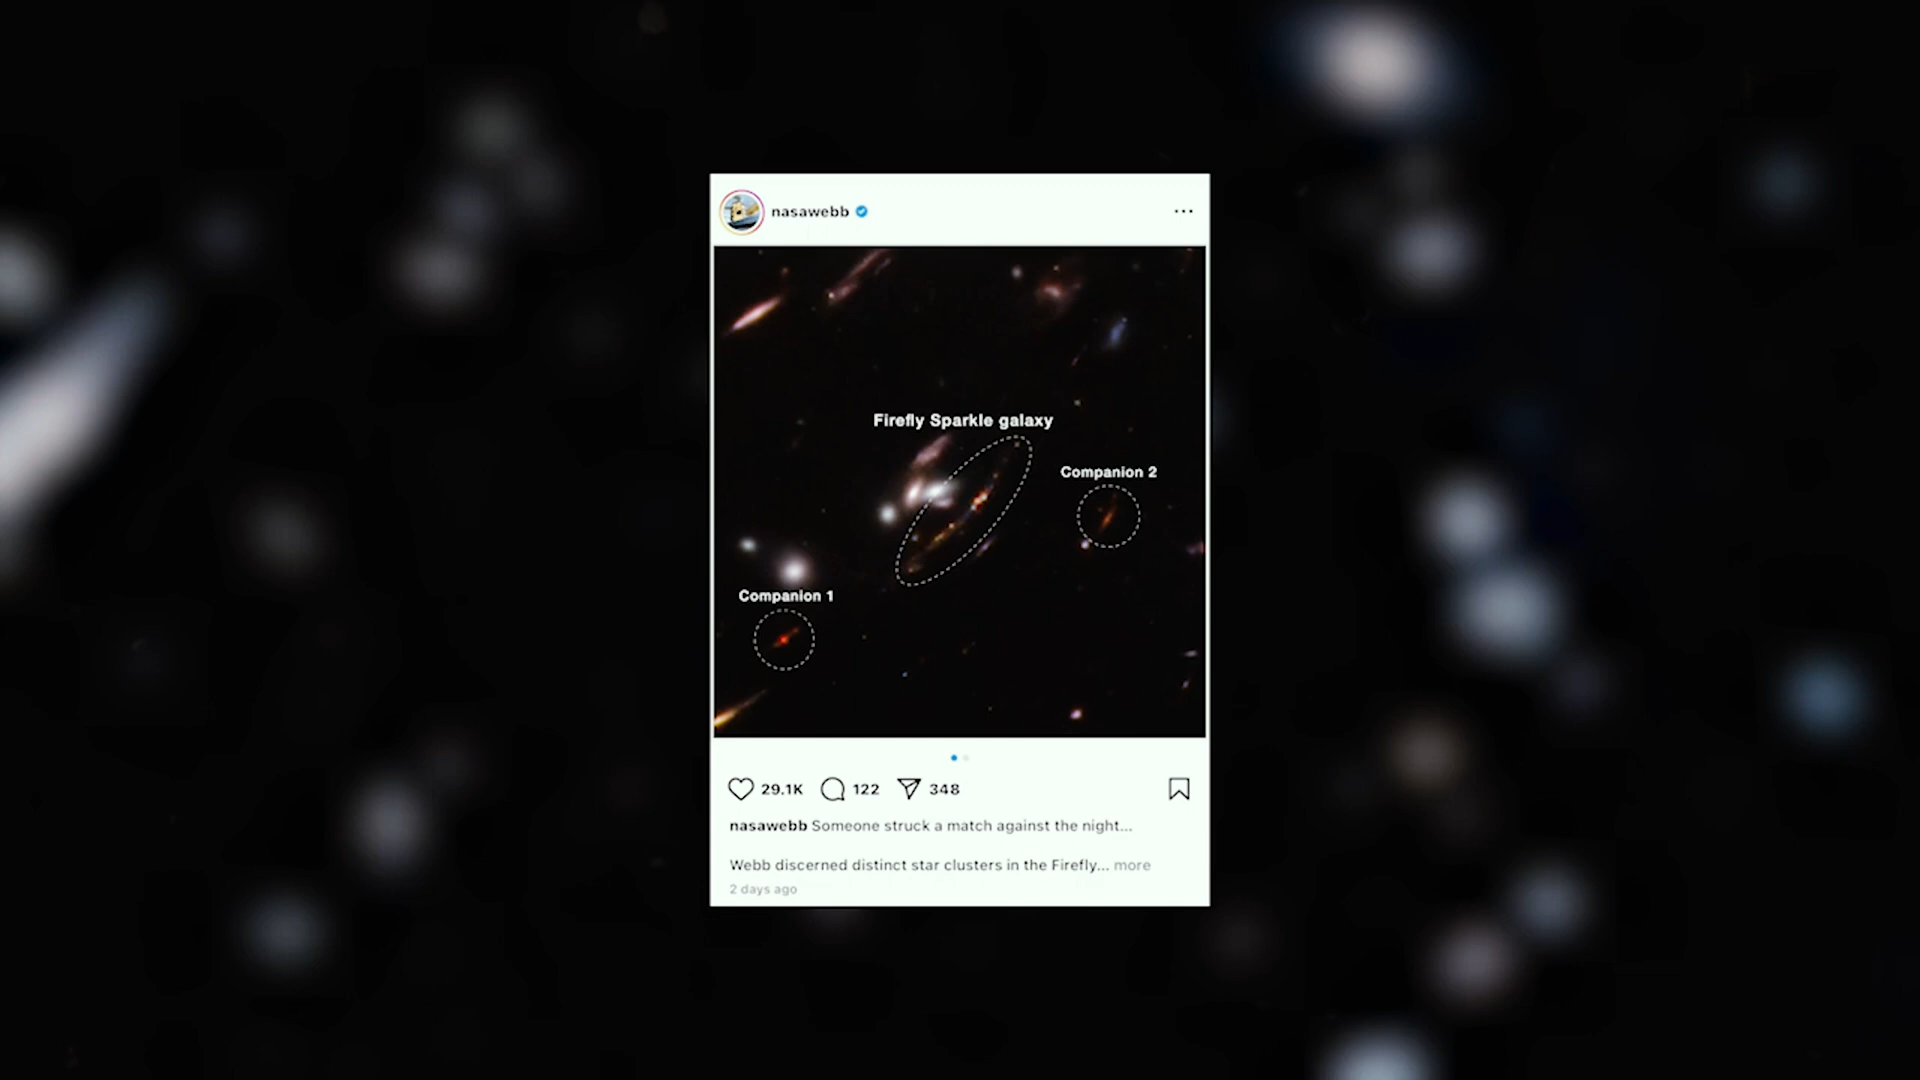 nasawebb
Firefly Sparkle galaxy
Companion 2
Companion 1
29.1K 122 348
nasawebb Someone struck a match against the night...
Webb discerned distinct star clusters in the Firefly... more
2 days ago